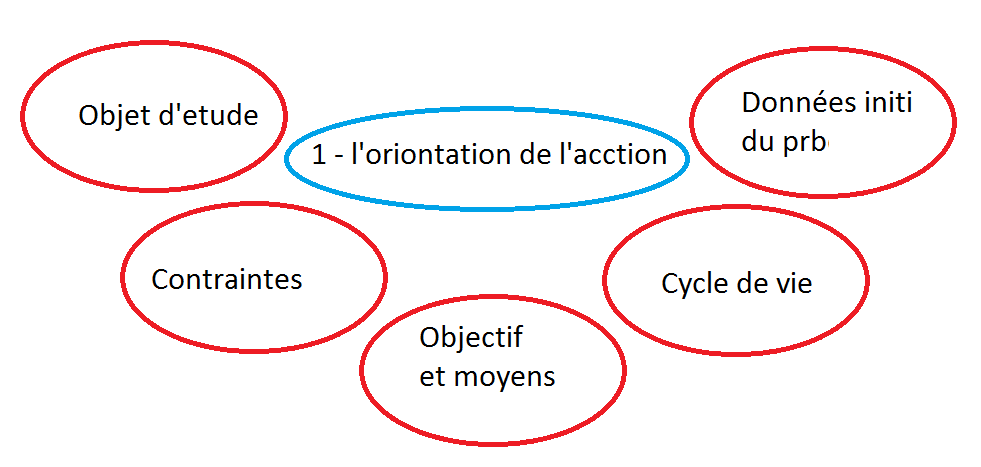 Objet d'etude
1 - l'oriontation de l'acction
Données initi
du prb
Contraintes
Cycle de vie
Objectif
et moyens